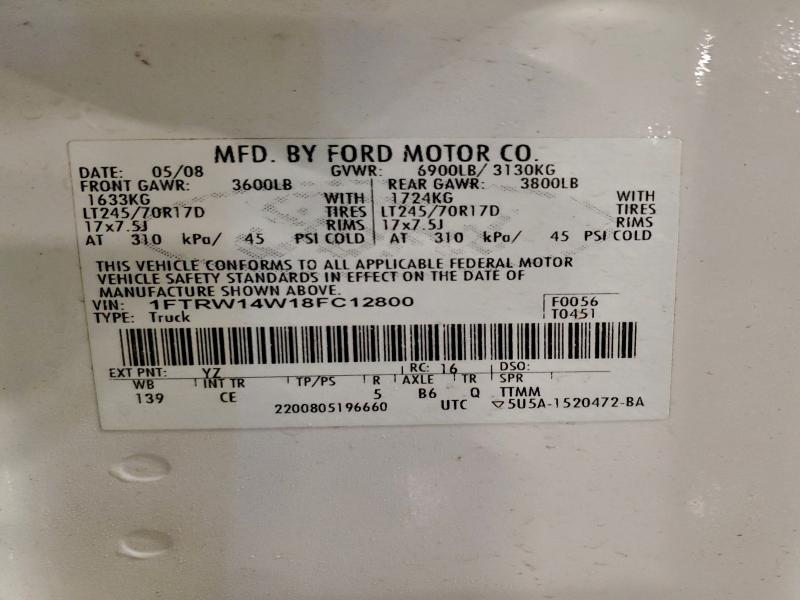 MFD. BY FORD MOTOR CO.
DATE: 05/08 GVWR: 6900LB/ 3130KG
FRONT GAWR: 3600LB REAR GAWR: 3800LB
1633KG WITH 1724KG WITH
LT245/70R17D TIRES LT245/70R17D TIRES
17x7.5J RIMS 17x7.5J RIMS
AT 310 kPa/ 45 PSI COLD AT 310 kPa/ 45 PSI COLD
THIS VEHICLE CONFORMS TO ALL APPLICABLE FEDERAL MOTOR
VEHICLE SAFETY STANDARDS IN EFFECT ON THE DATE OF
MANUFACTURE SHOWN ABOVE.
VIN: 1FTRW14W18FC12800 F0056
TYPE: Truck T0451
EXT PNT: YZ RC: 16 DSO:
WB INT TR TP/PS R AXLE TR SPR
139 CE 5 B6 Q TTMM
2200805196660 UTC ▽5U5A-1520472-BA